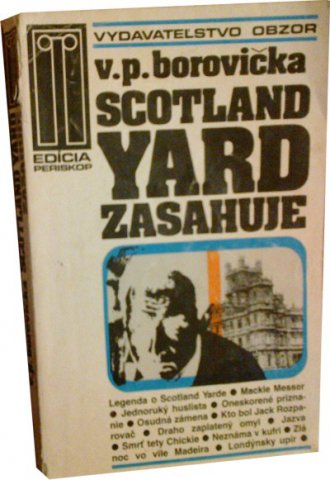 VYDAVATELSTVO OBZOR
v.p.borovička
SCOTLAND
YARD
ZASAHUJE
EDÍCIA
PERISKOP
Legenda o Scotland Yarde • Mackie Messer
• Jednoruký huslista • Oneskorené prizna-
nie • Osudná zámena • Kto bol Jack Rozpa-
rovač • Draho zaplatený omyl • Jazva
• Smrť tety Chickie • Neznáma v kufri • Zlá
noc vo vile Madeira • Londýnsky upír •